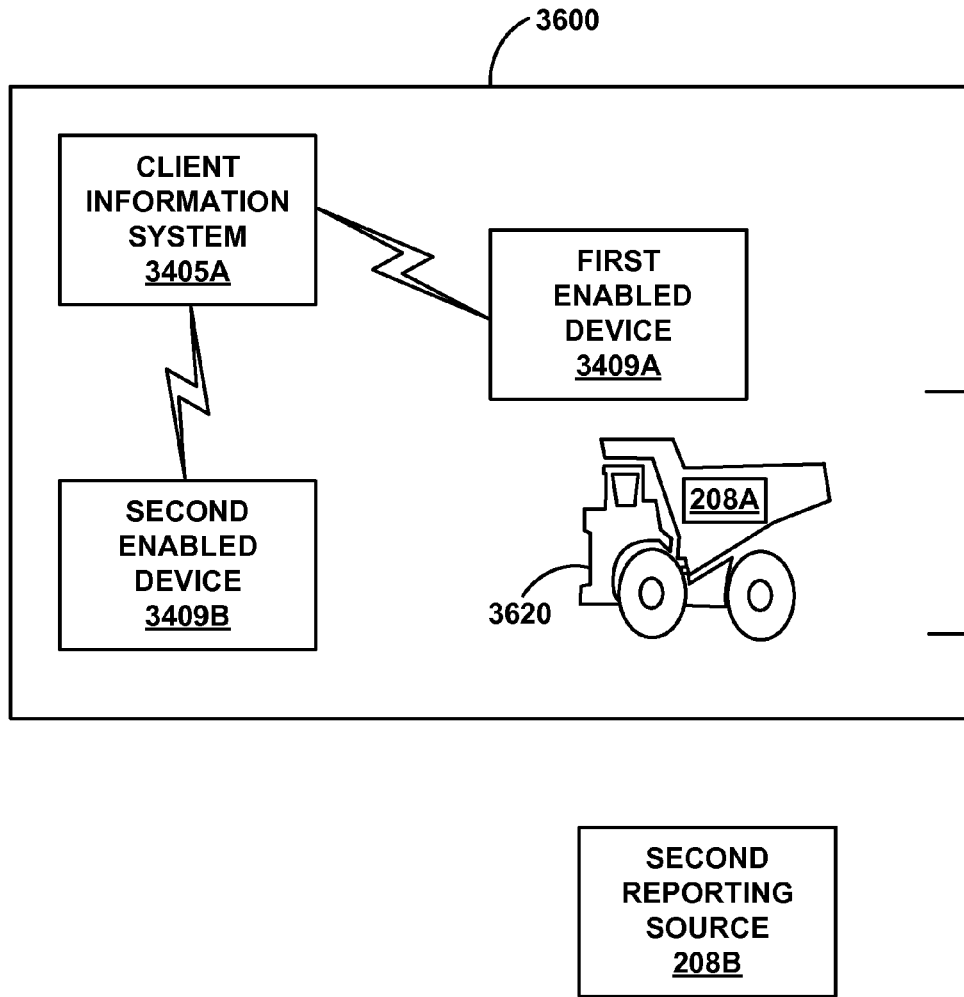 3600
CLIENT
INFORMATION
SYSTEM
3405A
FIRST
ENABLED
DEVICE
3409A
SECOND
ENABLED
DEVICE
3409B
208A
3620
SECOND
REPORTING
SOURCE
208B